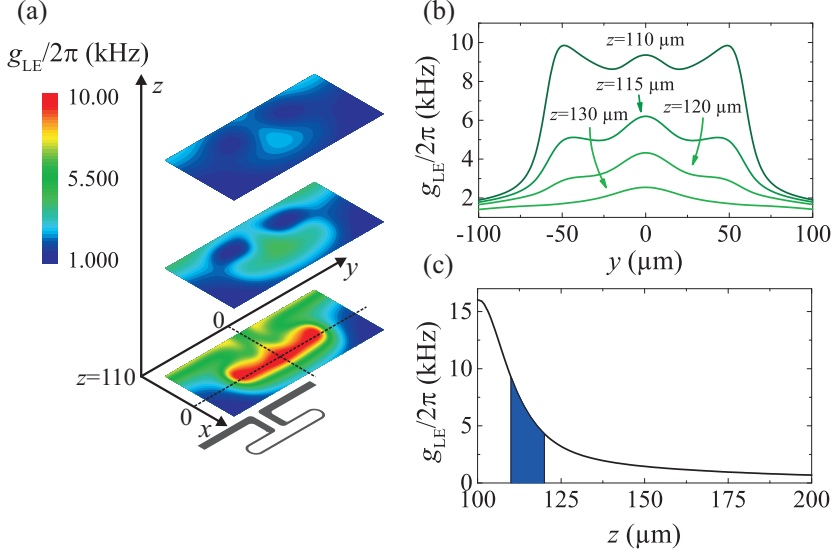 (a)
g_LE/2π (kHz)
10.00
5.500
1.000
z
y
0
z=110
0
x
(b)
g_LE/2π (kHz)
10
8
6
4
2
z=110 µm
z=115 µm
z=130 µm
z=120 µm
-100 -50 0 50 100
y (µm)
(c)
g_LE/2π (kHz)
15
10
5
0
100 125 150 175 200
z (µm)